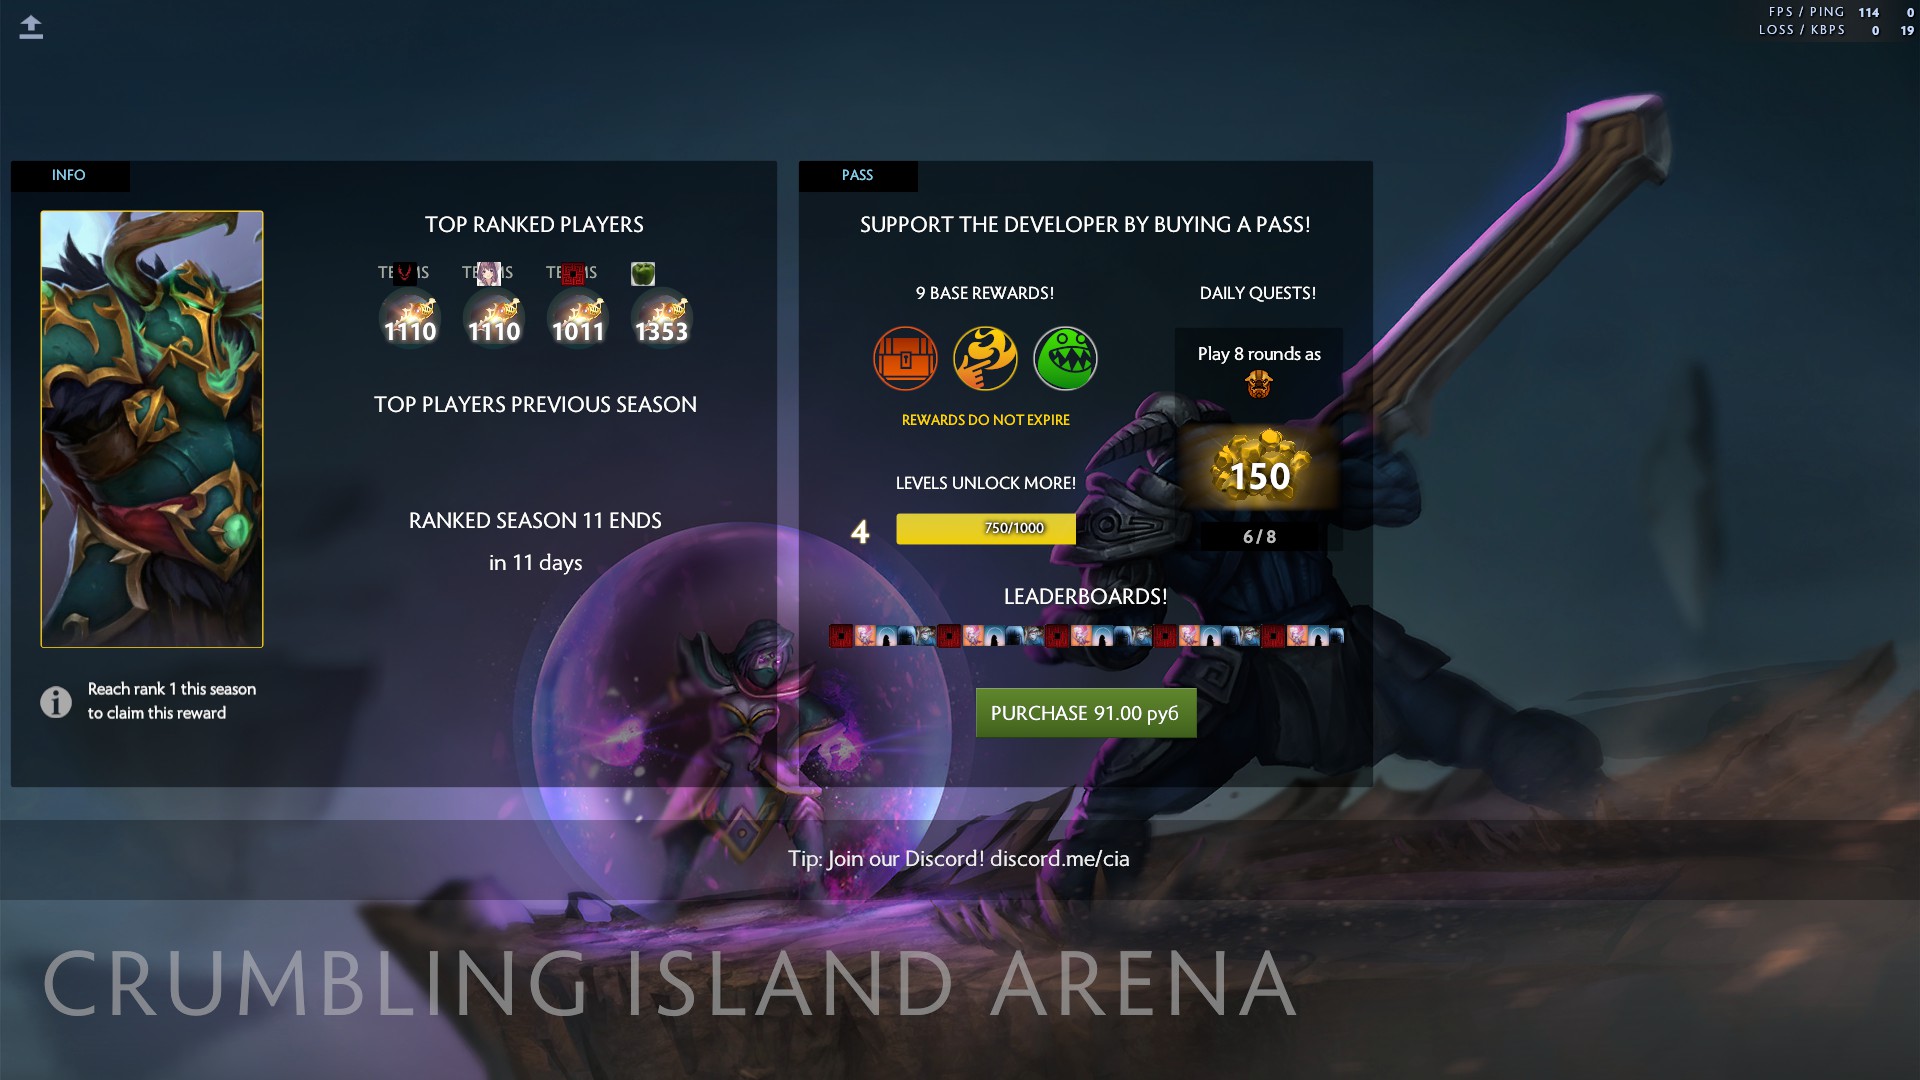 FPS / PING 114 0
LOSS / KBPS 0 19
INFO
TOP RANKED PLAYERS
1110 1110 1011 1353
TOP PLAYERS PREVIOUS SEASON
RANKED SEASON 11 ENDS
in 11 days
Reach rank 1 this season
to claim this reward
PASS
SUPPORT THE DEVELOPER BY BUYING A PASS!
9 BASE REWARDS!
REWARDS DO NOT EXPIRE
LEVELS UNLOCK MORE!
4 750/1000
DAILY QUESTS!
Play 8 rounds as
150
6/8
LEADERBOARDS!
PURCHASE 91.00 руб
Tip: Join our Discord! discord.me/cia
CRUMBLING ISLAND ARENA